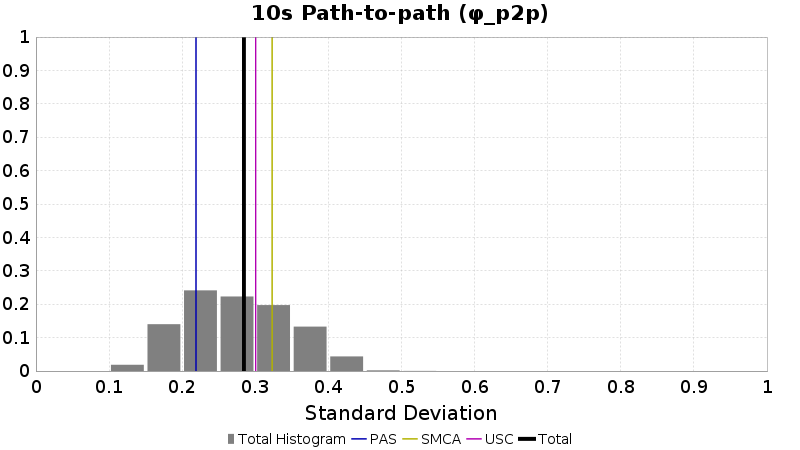 10s Path-to-path (φ_p2p)
1
0.9
0.8
0.7
0.6
0.5
0.4
0.3
0.2
0.1
0
0 0.1 0.2 0.3 0.4 0.5 0.6 0.7 0.8 0.9 1
Standard Deviation
Total Histogram PAS SMCA USC Total